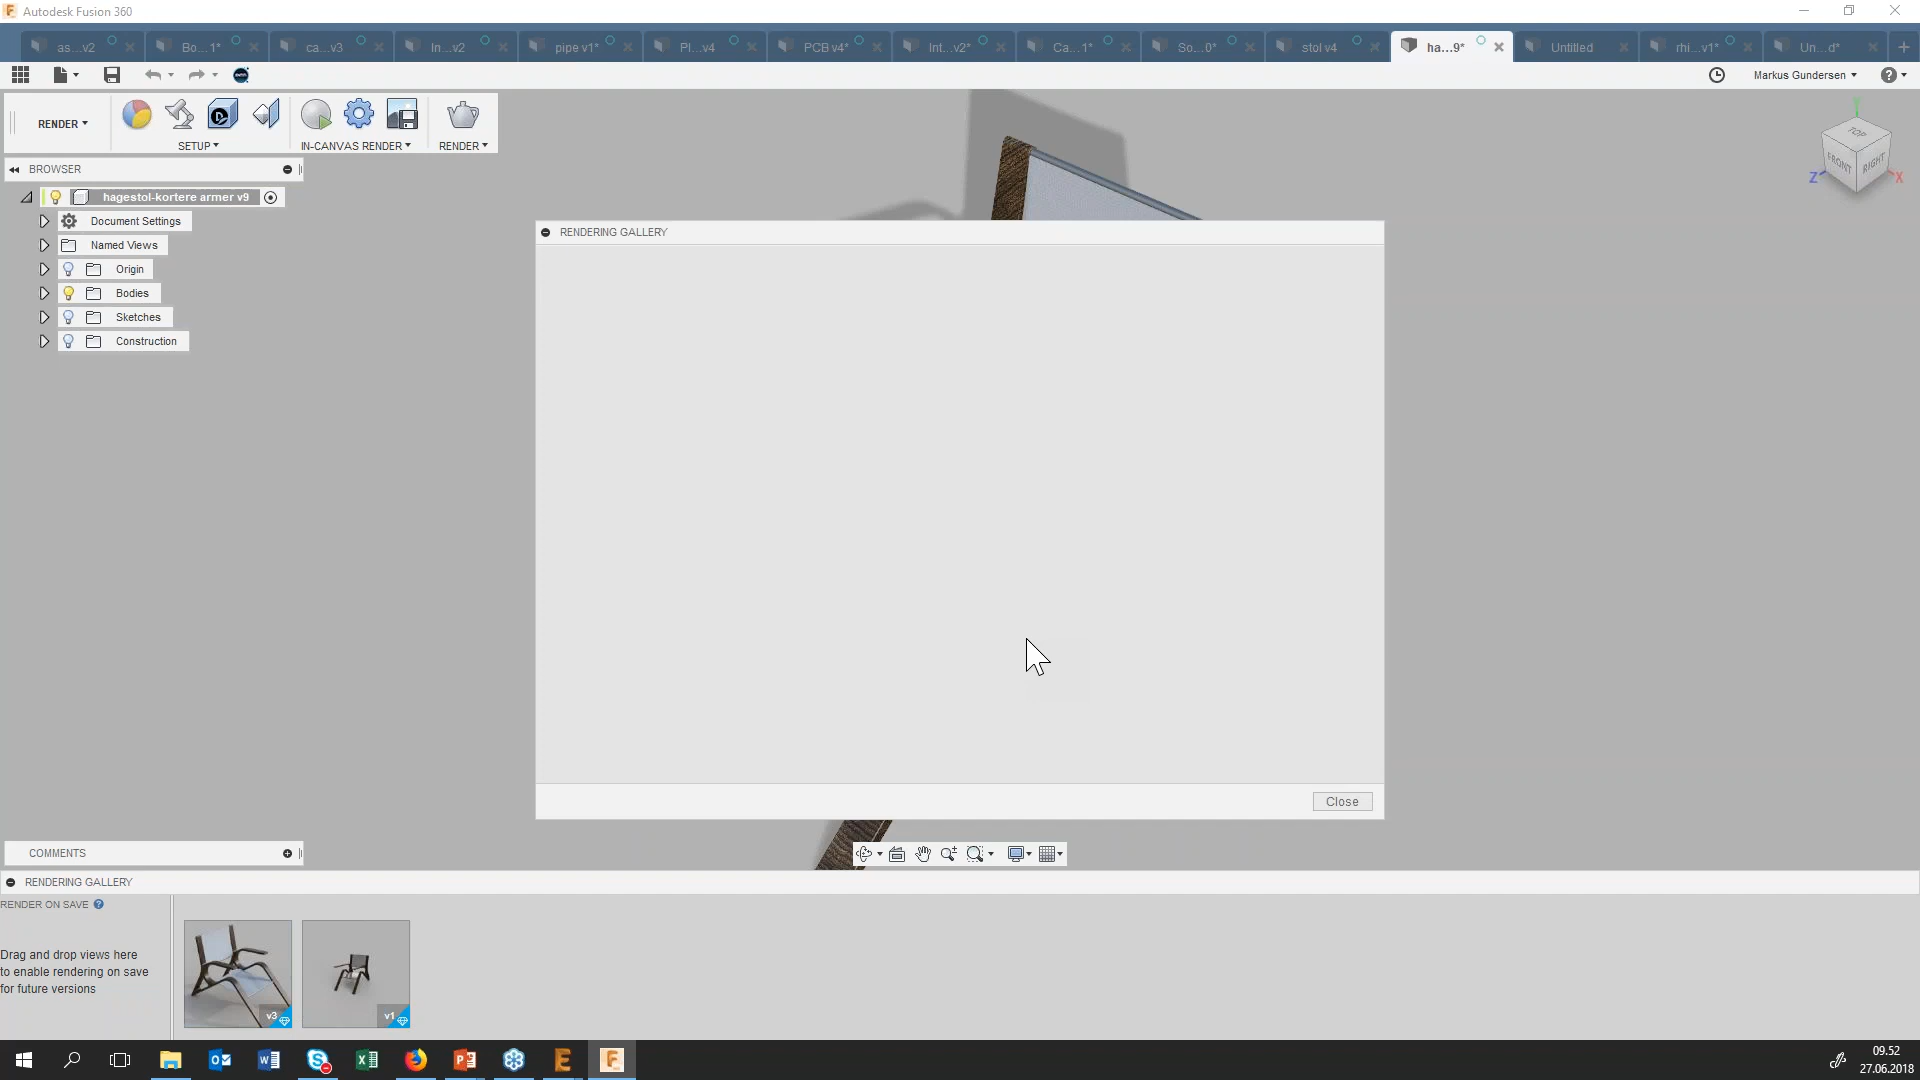 Autodesk Fusion 360
as...v2
Bo...1*
ca...v3
In...v2
pipe v1*
Pl...v4
PCB v4*
Int...v2*
Ca...1*
So...0*
stol v4
ha...9*
Untitled
rhi...v1*
Un...d*
Markus Gundersen
RENDER
SETUP
IN-CANVAS RENDER
RENDER
TOP
FRONT
RIGHT
Y
Z
X
BROWSER
hagestol-kortere armer v9
Document Settings
Named Views
Origin
Bodies
Sketches
Construction
RENDERING GALLERY
Close
COMMENTS
RENDERING GALLERY
RENDER ON SAVE
Drag and drop views here
to enable rendering on save
for future versions
v3
v1
09.52
27.06.2018